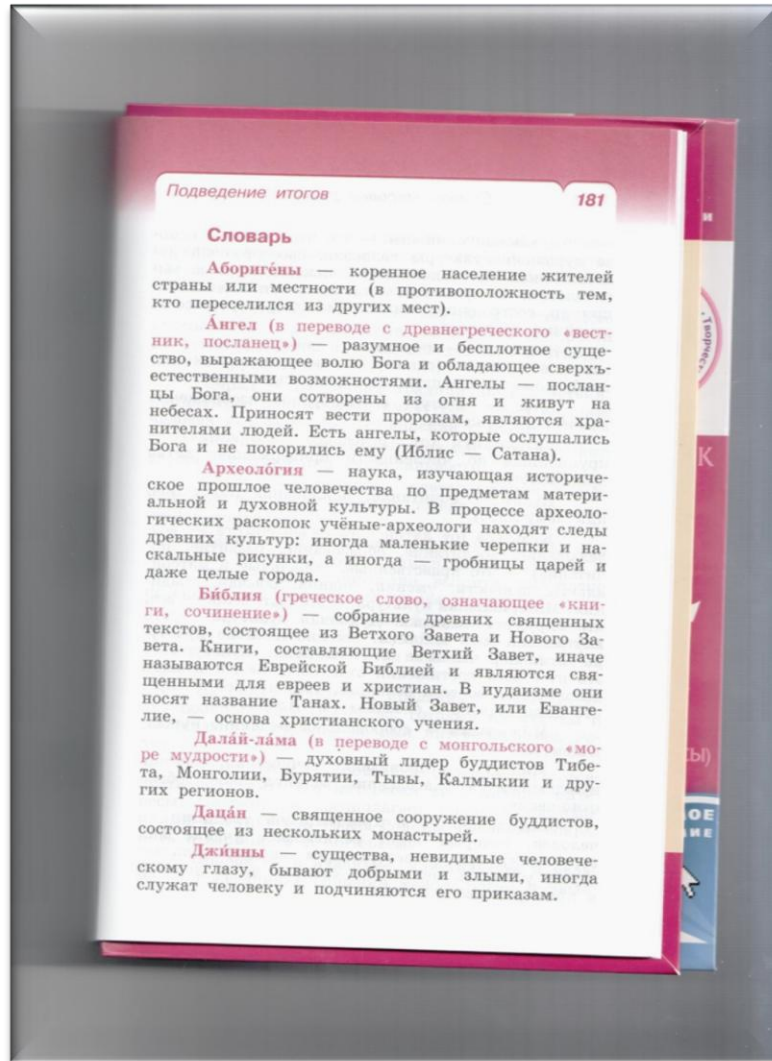 Подведение итогов 181
Словарь
Абориге́ны — коренное население жителей
страны или местности (в противоположность тем,
кто переселился из других мест).
А́нгел (в переводе с древнегреческого «вест-
ник, посланец») — разумное и бесплотное суще-
ство, выражающее волю Бога и обладающее сверхъ-
естественными возможностями. Ангелы — послан-
цы Бога, они сотворены из огня и живут на
небесах. Приносят вести пророкам, являются хра-
нителями людей. Есть ангелы, которые ослушались
Бога и не покорились ему (Иблис — Сатана).
Археоло́гия — наука, изучающая историче-
ское прошлое человечества по предметам матери-
альной и духовной культуры. В процессе археоло-
гических раскопок учёные-археологи находят следы
древних культур: иногда маленькие черепки и на-
скальные рисунки, а иногда — гробницы царей и
даже целые города.
Би́блия (греческое слово, означающее «кни-
ги, сочинение») — собрание древних священных
текстов, состоящее из Ветхого Завета и Нового За-
вета. Книги, составляющие Ветхий Завет, иначе
называются Еврейской Библией и являются свя-
щенными для евреев и христиан. В иудаизме они
носят название Танах. Новый Завет, или Еванге-
лие, — основа христианского учения.
Дала́й-ла́ма (в переводе с монгольского «мо-
ре мудрости») — духовный лидер буддистов Тибе-
та, Монголии, Бурятии, Тывы, Калмыкии и дру-
гих регионов.
Даца́н — священное сооружение буддистов,
состоящее из нескольких монастырей.
Джи́нны — существа, невидимые человече-
скому глазу, бывают добрыми и злыми, иногда
служат человеку и подчиняются его приказам.